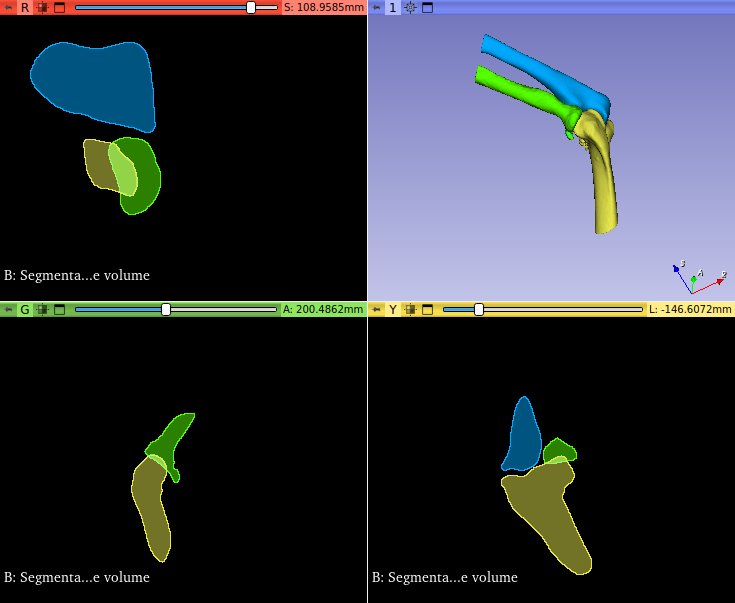 R S: 108.9585mm
1
B: Segmenta...e volume
S
A
R
G A: 200.4862mm
Y L: -146.6072mm
B: Segmenta...e volume
B: Segmenta...e volume